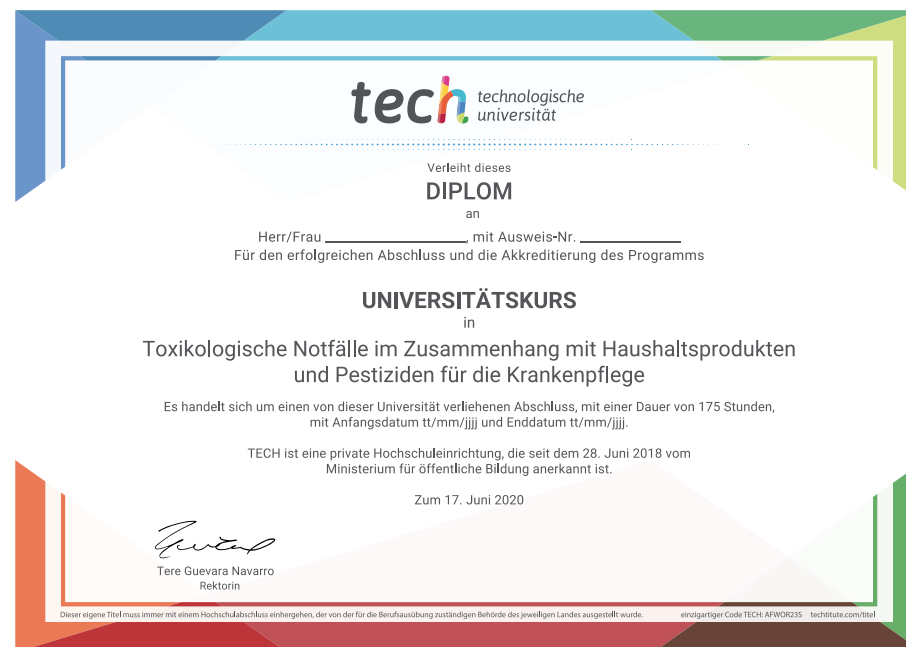 tech technologische
universität
Verleiht dieses
DIPLOM
an
Herr/Frau ____________________, mit Ausweis-Nr. ______________
Für den erfolgreichen Abschluss und die Akkreditierung des Programms
UNIVERSITÄTSKURS
in
Toxikologische Notfälle im Zusammenhang mit Haushaltsprodukten
und Pestiziden für die Krankenpflege
Es handelt sich um einen von dieser Universität verliehenen Abschluss, mit einer Dauer von 175 Stunden,
mit Anfangsdatum tt/mm/jjjj und Enddatum tt/mm/jjjj.
TECH ist eine private Hochschuleinrichtung, die seit dem 28. Juni 2018 vom
Ministerium für öffentliche Bildung anerkannt ist.
Zum 17. Juni 2020
Tere Guevara Navarro
Rektorin
Dieser eigene Titel muss immer mit einem Hochschulabschluss einhergehen, der von der für die Berufsausübung zuständigen Behörde des jeweiligen Landes ausgestellt wurde. einzigartiger Code TECH: AFWOR23S techtitute.com/titel